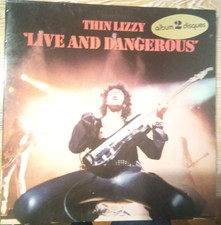 THIN LIZZY
"LIVE AND DANGEROUS"
album 2 disques